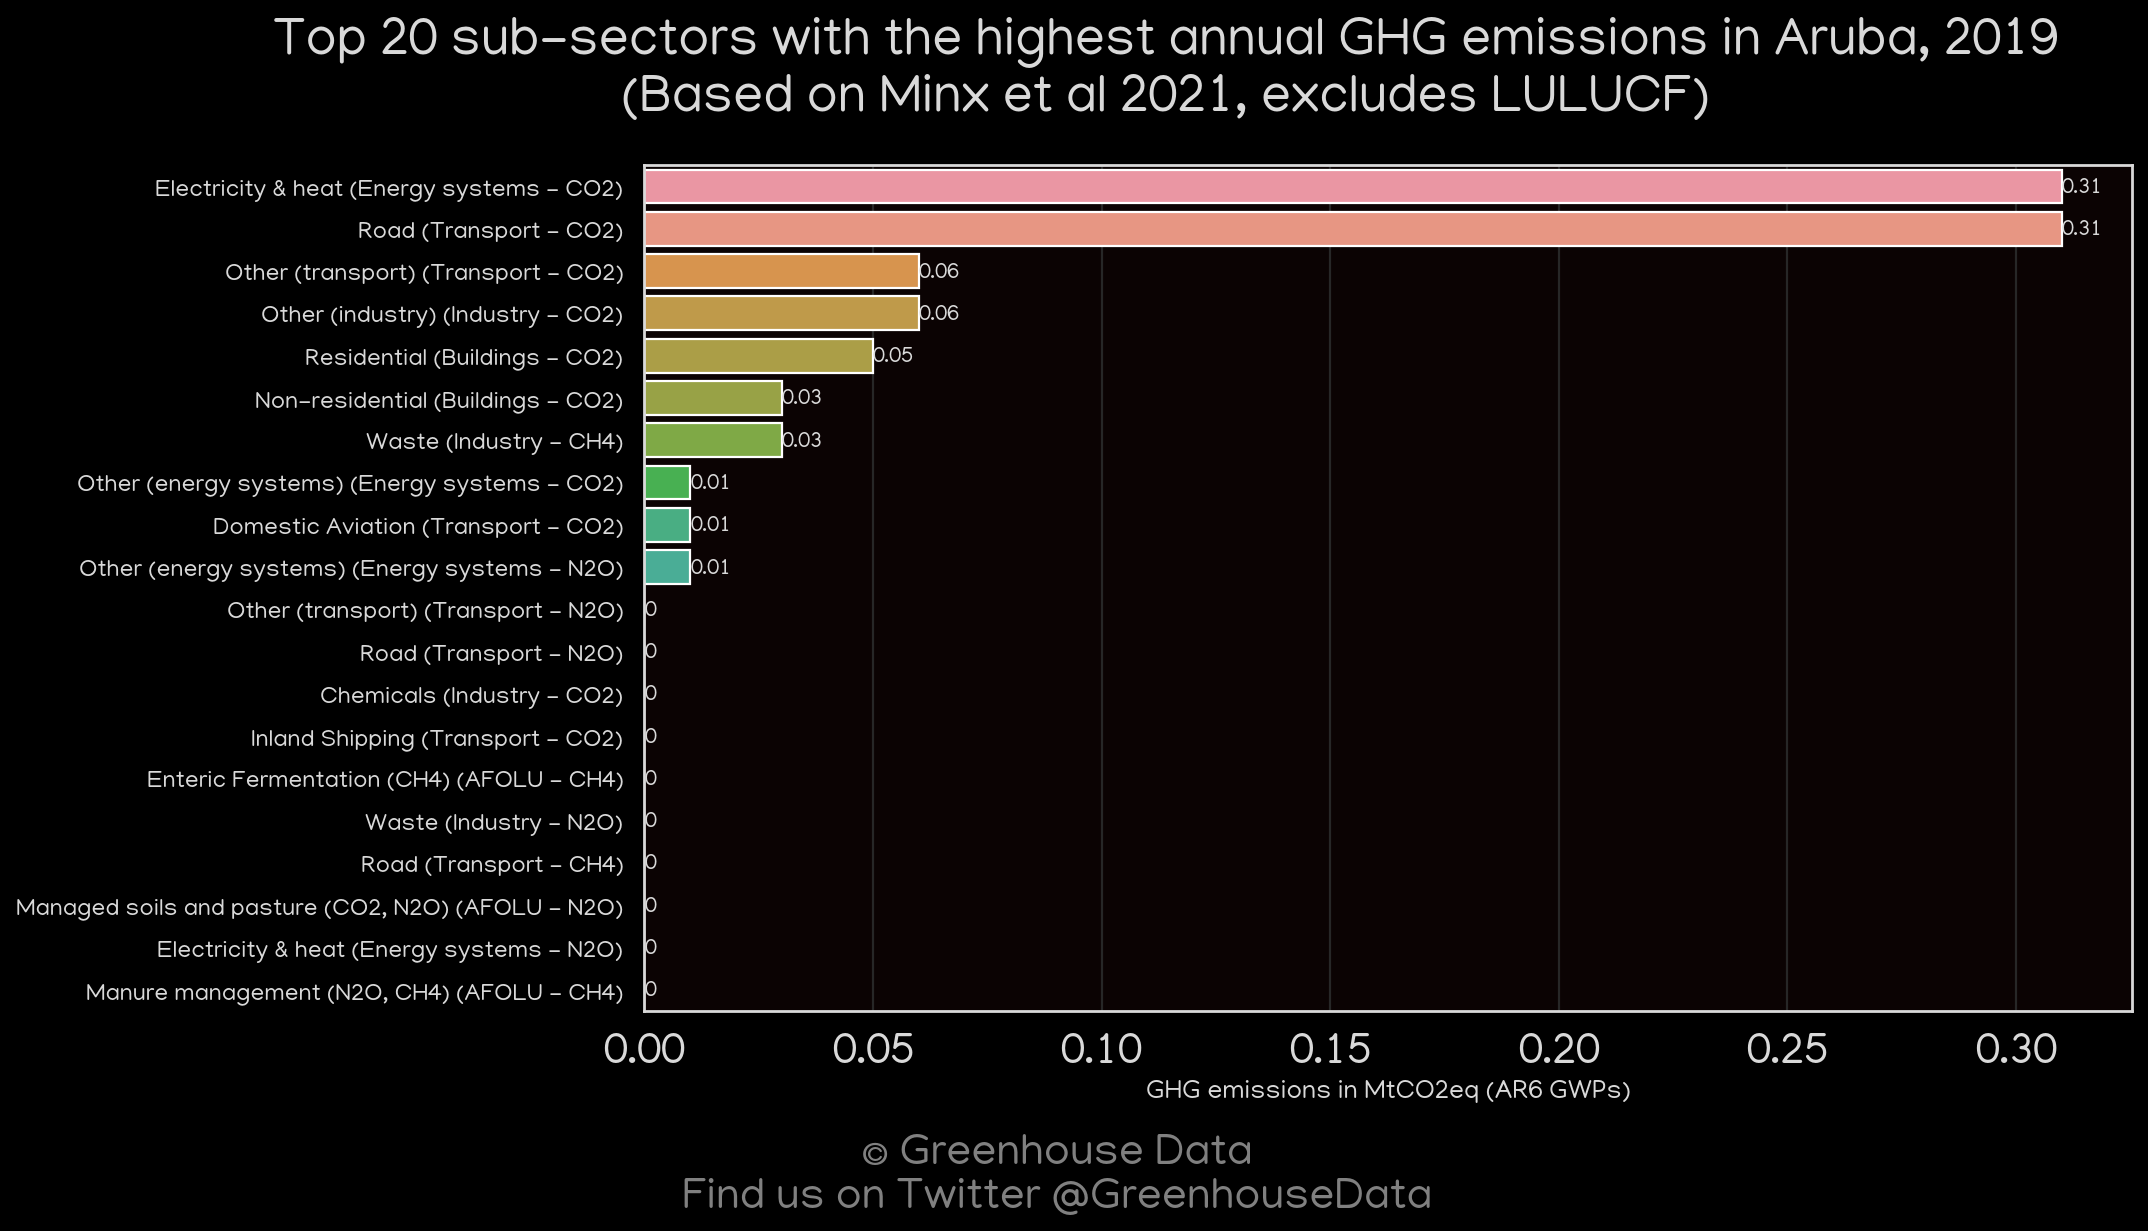 Top 20 sub-sectors with the highest annual GHG emissions in Aruba, 2019
(Based on Minx et al 2021, excludes LULUCF)
Electricity & heat (Energy systems - CO2) 0.31
Road (Transport - CO2) 0.31
Other (transport) (Transport - CO2) 0.06
Other (industry) (Industry - CO2) 0.06
Residential (Buildings - CO2) 0.05
Non-residential (Buildings - CO2) 0.03
Waste (Industry - CH4) 0.03
Other (energy systems) (Energy systems - CO2) 0.01
Domestic Aviation (Transport - CO2) 0.01
Other (energy systems) (Energy systems - N2O) 0.01
Other (transport) (Transport - N2O) 0
Road (Transport - N2O) 0
Chemicals (Industry - CO2) 0
Inland Shipping (Transport - CO2) 0
Enteric Fermentation (CH4) (AFOLU - CH4) 0
Waste (Industry - N2O) 0
Road (Transport - CH4) 0
Managed soils and pasture (CO2, N2O) (AFOLU - N2O) 0
Electricity & heat (Energy systems - N2O) 0
Manure management (N2O, CH4) (AFOLU - CH4) 0
0.00 0.05 0.10 0.15 0.20 0.25 0.30
GHG emissions in MtCO2eq (AR6 GWPs)
© Greenhouse Data
Find us on Twitter @GreenhouseData